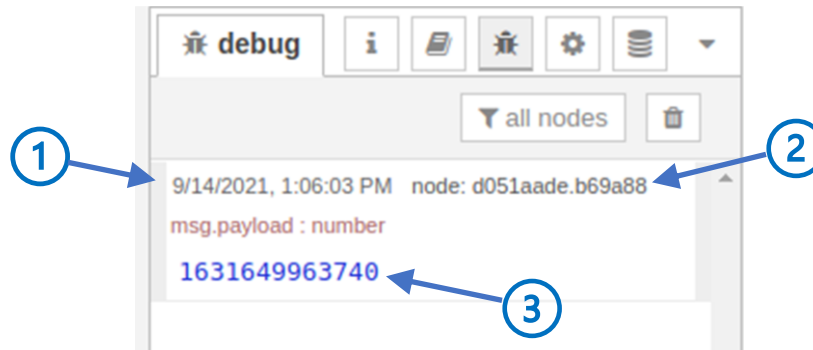 debug i
all nodes
1
2
9/14/2021, 1:06:03 PM node: d051aade.b69a88
msg.payload : number
1631649963740
3